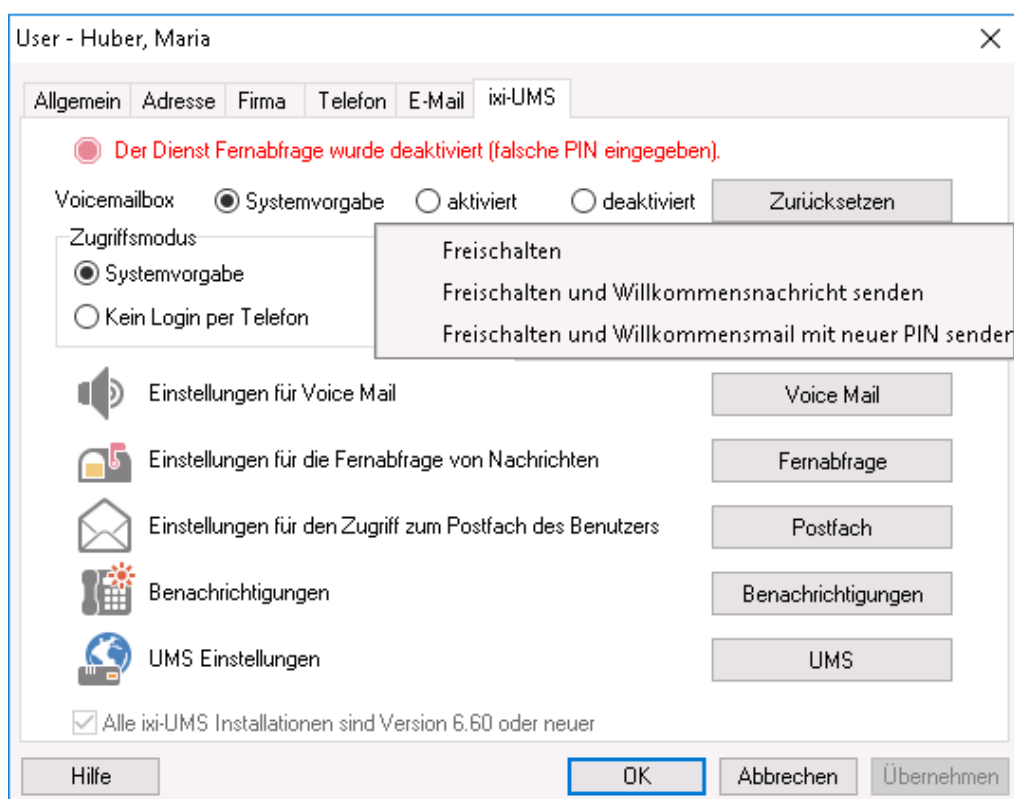 User - Huber, Maria
Allgemein Adresse Firma Telefon E-Mail ixi-UMS
Der Dienst Fernabfrage wurde deaktiviert (falsche PIN eingegeben).
Voicemailbox Systemvorgabe aktiviert deaktiviert Zurücksetzen
Zugriffsmodus
Systemvorgabe
Kein Login per Telefon
Freischalten
Freischalten und Willkommensnachricht senden
Freischalten und Willkommensmail mit neuer PIN senden
Einstellungen für Voice Mail Voice Mail
Einstellungen für die Fernabfrage von Nachrichten Fernabfrage
Einstellungen für den Zugriff zum Postfach des Benutzers Postfach
Benachrichtigungen Benachrichtigungen
UMS Einstellungen UMS
Alle ixi-UMS Installationen sind Version 6.60 oder neuer
Hilfe OK Abbrechen Übernehmen